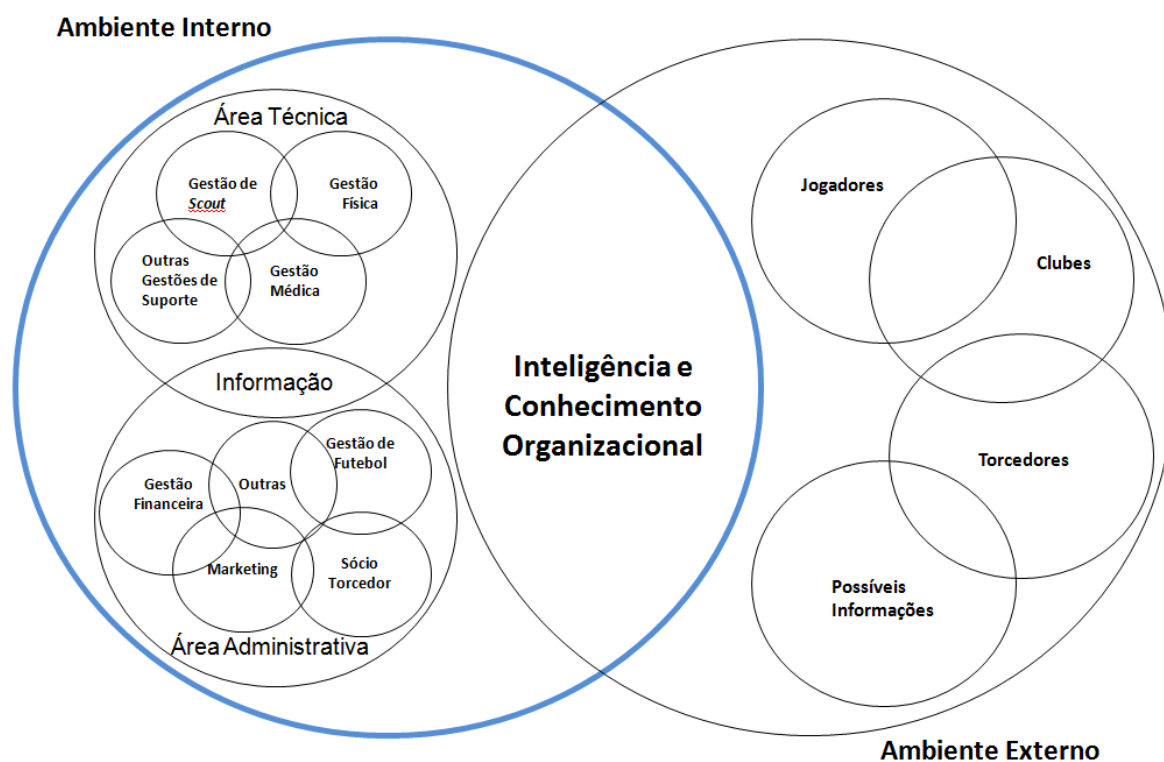 Ambiente Interno
Área Técnica
Gestão de
Scout
Gestão
Física
Outras
Gestões de
Suporte
Gestão
Médica
Informação
Gestão de
Futebol
Outras
Gestão
Financeira
Marketing
Sócio
Torcedor
Área Administrativa
Inteligência e
Conhecimento
Organizacional
Jogadores
Clubes
Torcedores
Possíveis
Informações
Ambiente Externo